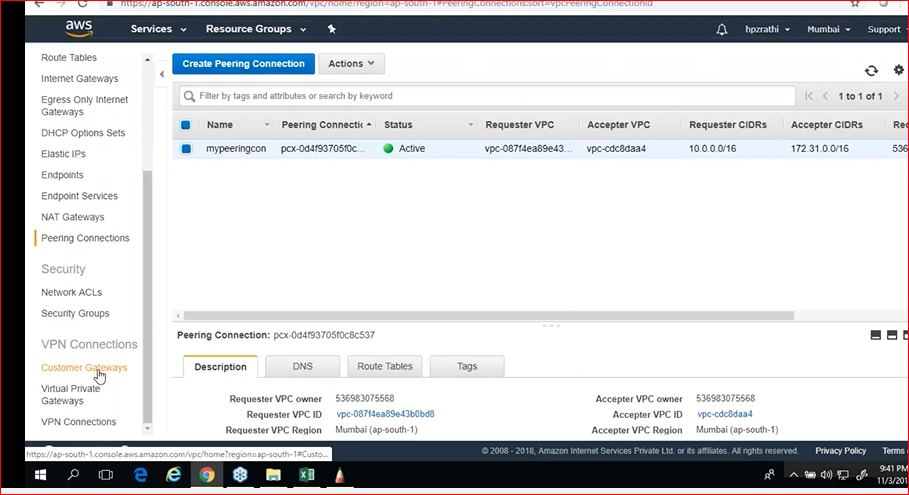 https://ap-south-1.console.aws.amazon.com/vpc/home?region=ap-south-1#PeeringConnections:sort=vpcPeeringConnectionId
aws
Services
Resource Groups
hpzrathi
Mumbai
Support
Route Tables
Internet Gateways
Egress Only Internet
Gateways
DHCP Options Sets
Elastic IPs
Endpoints
Endpoint Services
NAT Gateways
Peering Connections
Security
Network ACLs
Security Groups
VPN Connections
Customer Gateways
Virtual Private
Gateways
VPN Connections
Create Peering Connection
Actions
Filter by tags and attributes or search by keyword
1 to 1 of 1
Name Peering Connectic Status Requester VPC Accepter VPC Requester CIDRs Accepter CIDRs Rec
mypeeringcon pcx-0d4f93705f0c... Active vpc-087f4ea89e43... vpc-cdc8daa4 10.0.0.0/16 172.31.0.0/16 536
Peering Connection: pcx-0d4f93705f0c8c537
Description DNS Route Tables Tags
Requester VPC owner 536983075568 Accepter VPC owner 536983075568
Requester VPC ID vpc-087f4ea89e43b0bd8 Accepter VPC ID vpc-cdc8daa4
Requester VPC Region Mumbai (ap-south-1) Accepter VPC Region Mumbai (ap-south-1)
https://ap-south-1.console.aws.amazon.com/vpc/home?region=ap-south-1#Custo...
© 2008 - 2018, Amazon Internet Services Private Ltd. or its affiliates. All rights reserved. Privacy Policy Terms
9:41 PM
11/3/201